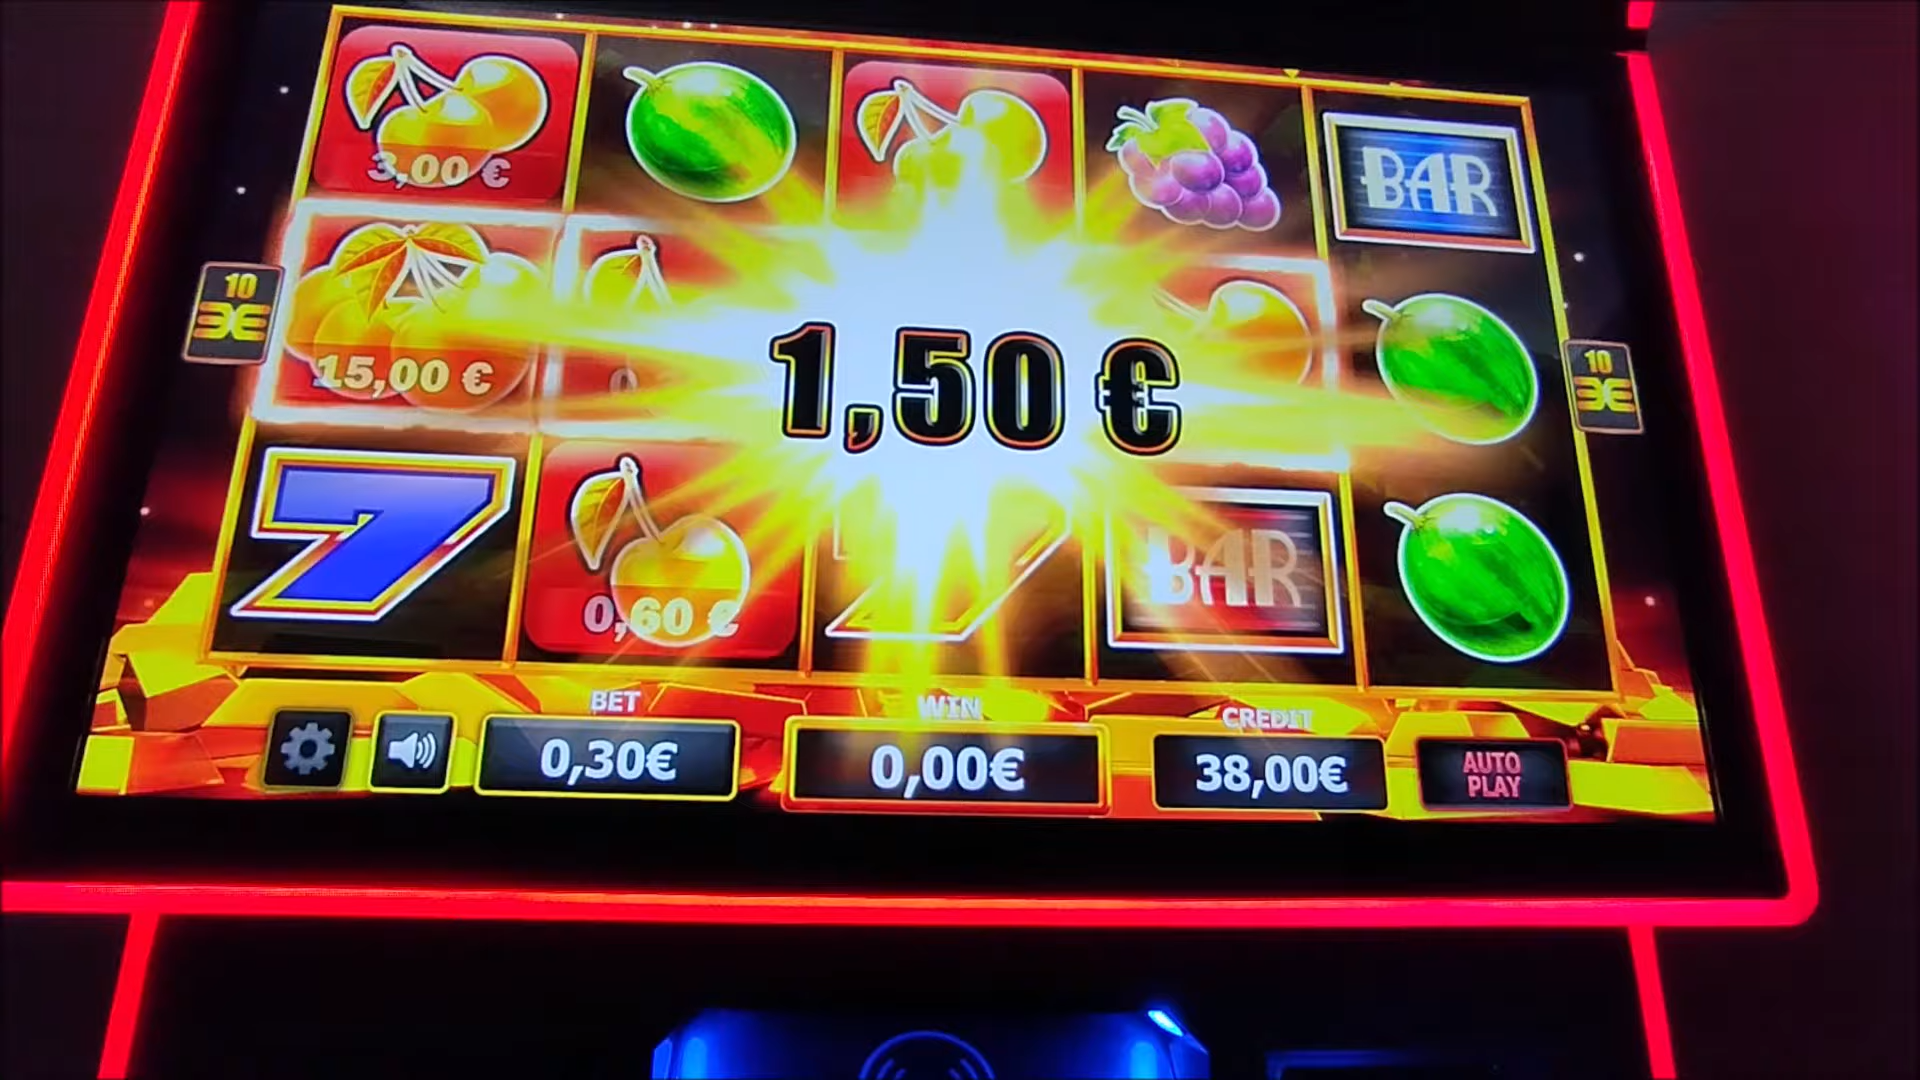 3,00 €
BAR
10
15,00 €
1,50 €
10
7
0,60 €
BAR
BET
WIN
CREDIT
0,30€
0,00€
38,00€
AUTO
PLAY